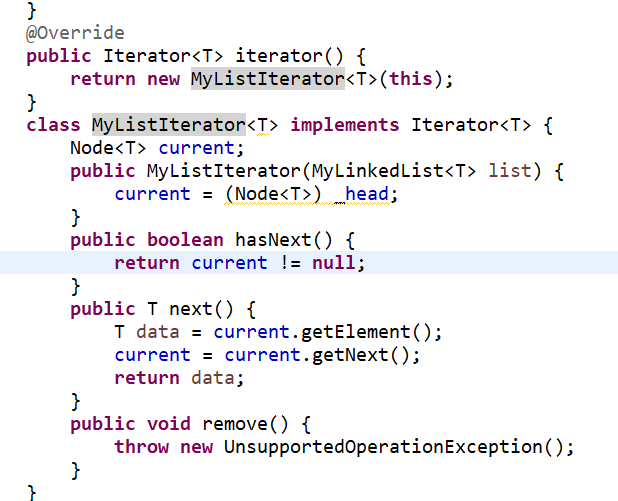 }
@Override
public Iterator<T> iterator() {
return new MyListIterator<T>(this);
}
class MyListIterator<T> implements Iterator<T> {
Node<T> current;
public MyListIterator(MyLinkedList<T> list) {
current = (Node<T>) _head;
}
public boolean hasNext() {
return current != null;
}
public T next() {
T data = current.getElement();
current = current.getNext();
return data;
}
public void remove() {
throw new UnsupportedOperationException();
}
}